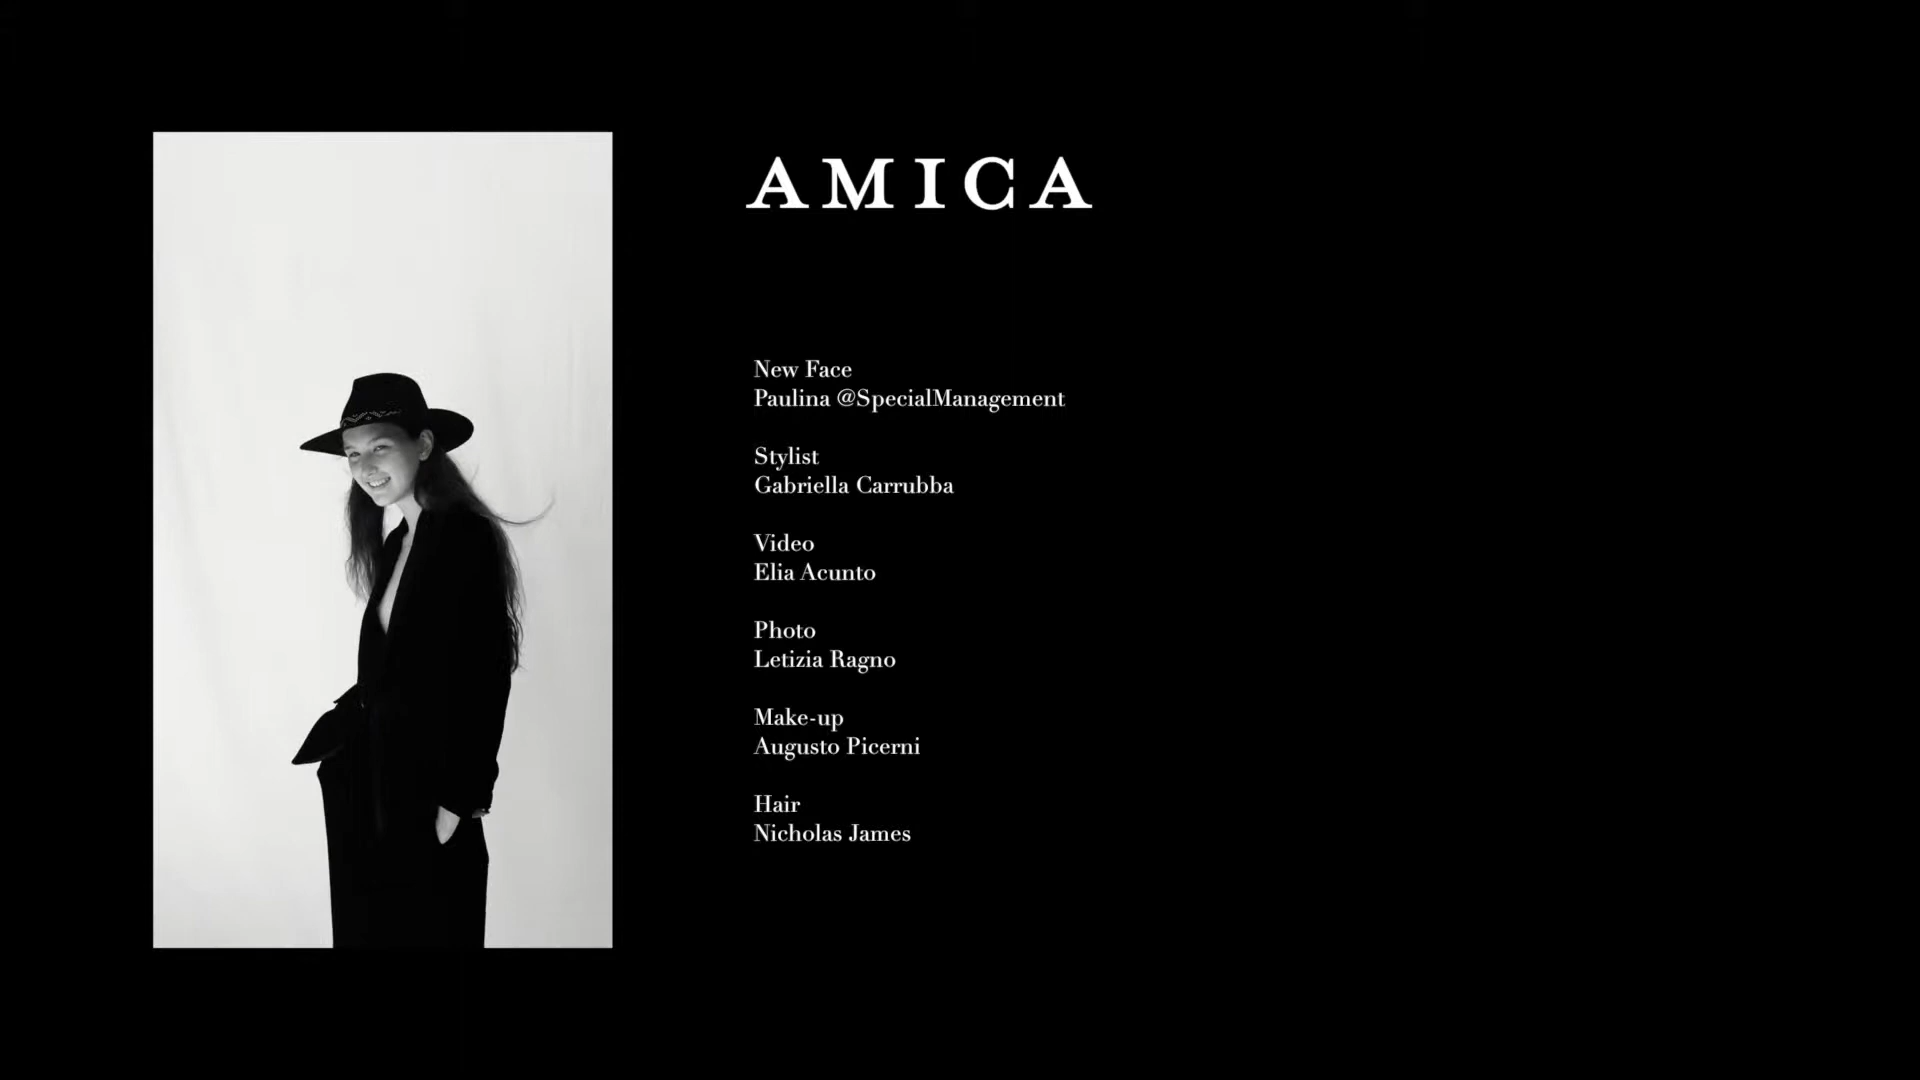 AMICA
New Face
Paulina @SpecialManagement
Stylist
Gabriella Carrubba
Video
Elia Acunto
Photo
Letizia Ragno
Make-up
Augusto Picerni
Hair
Nicholas James